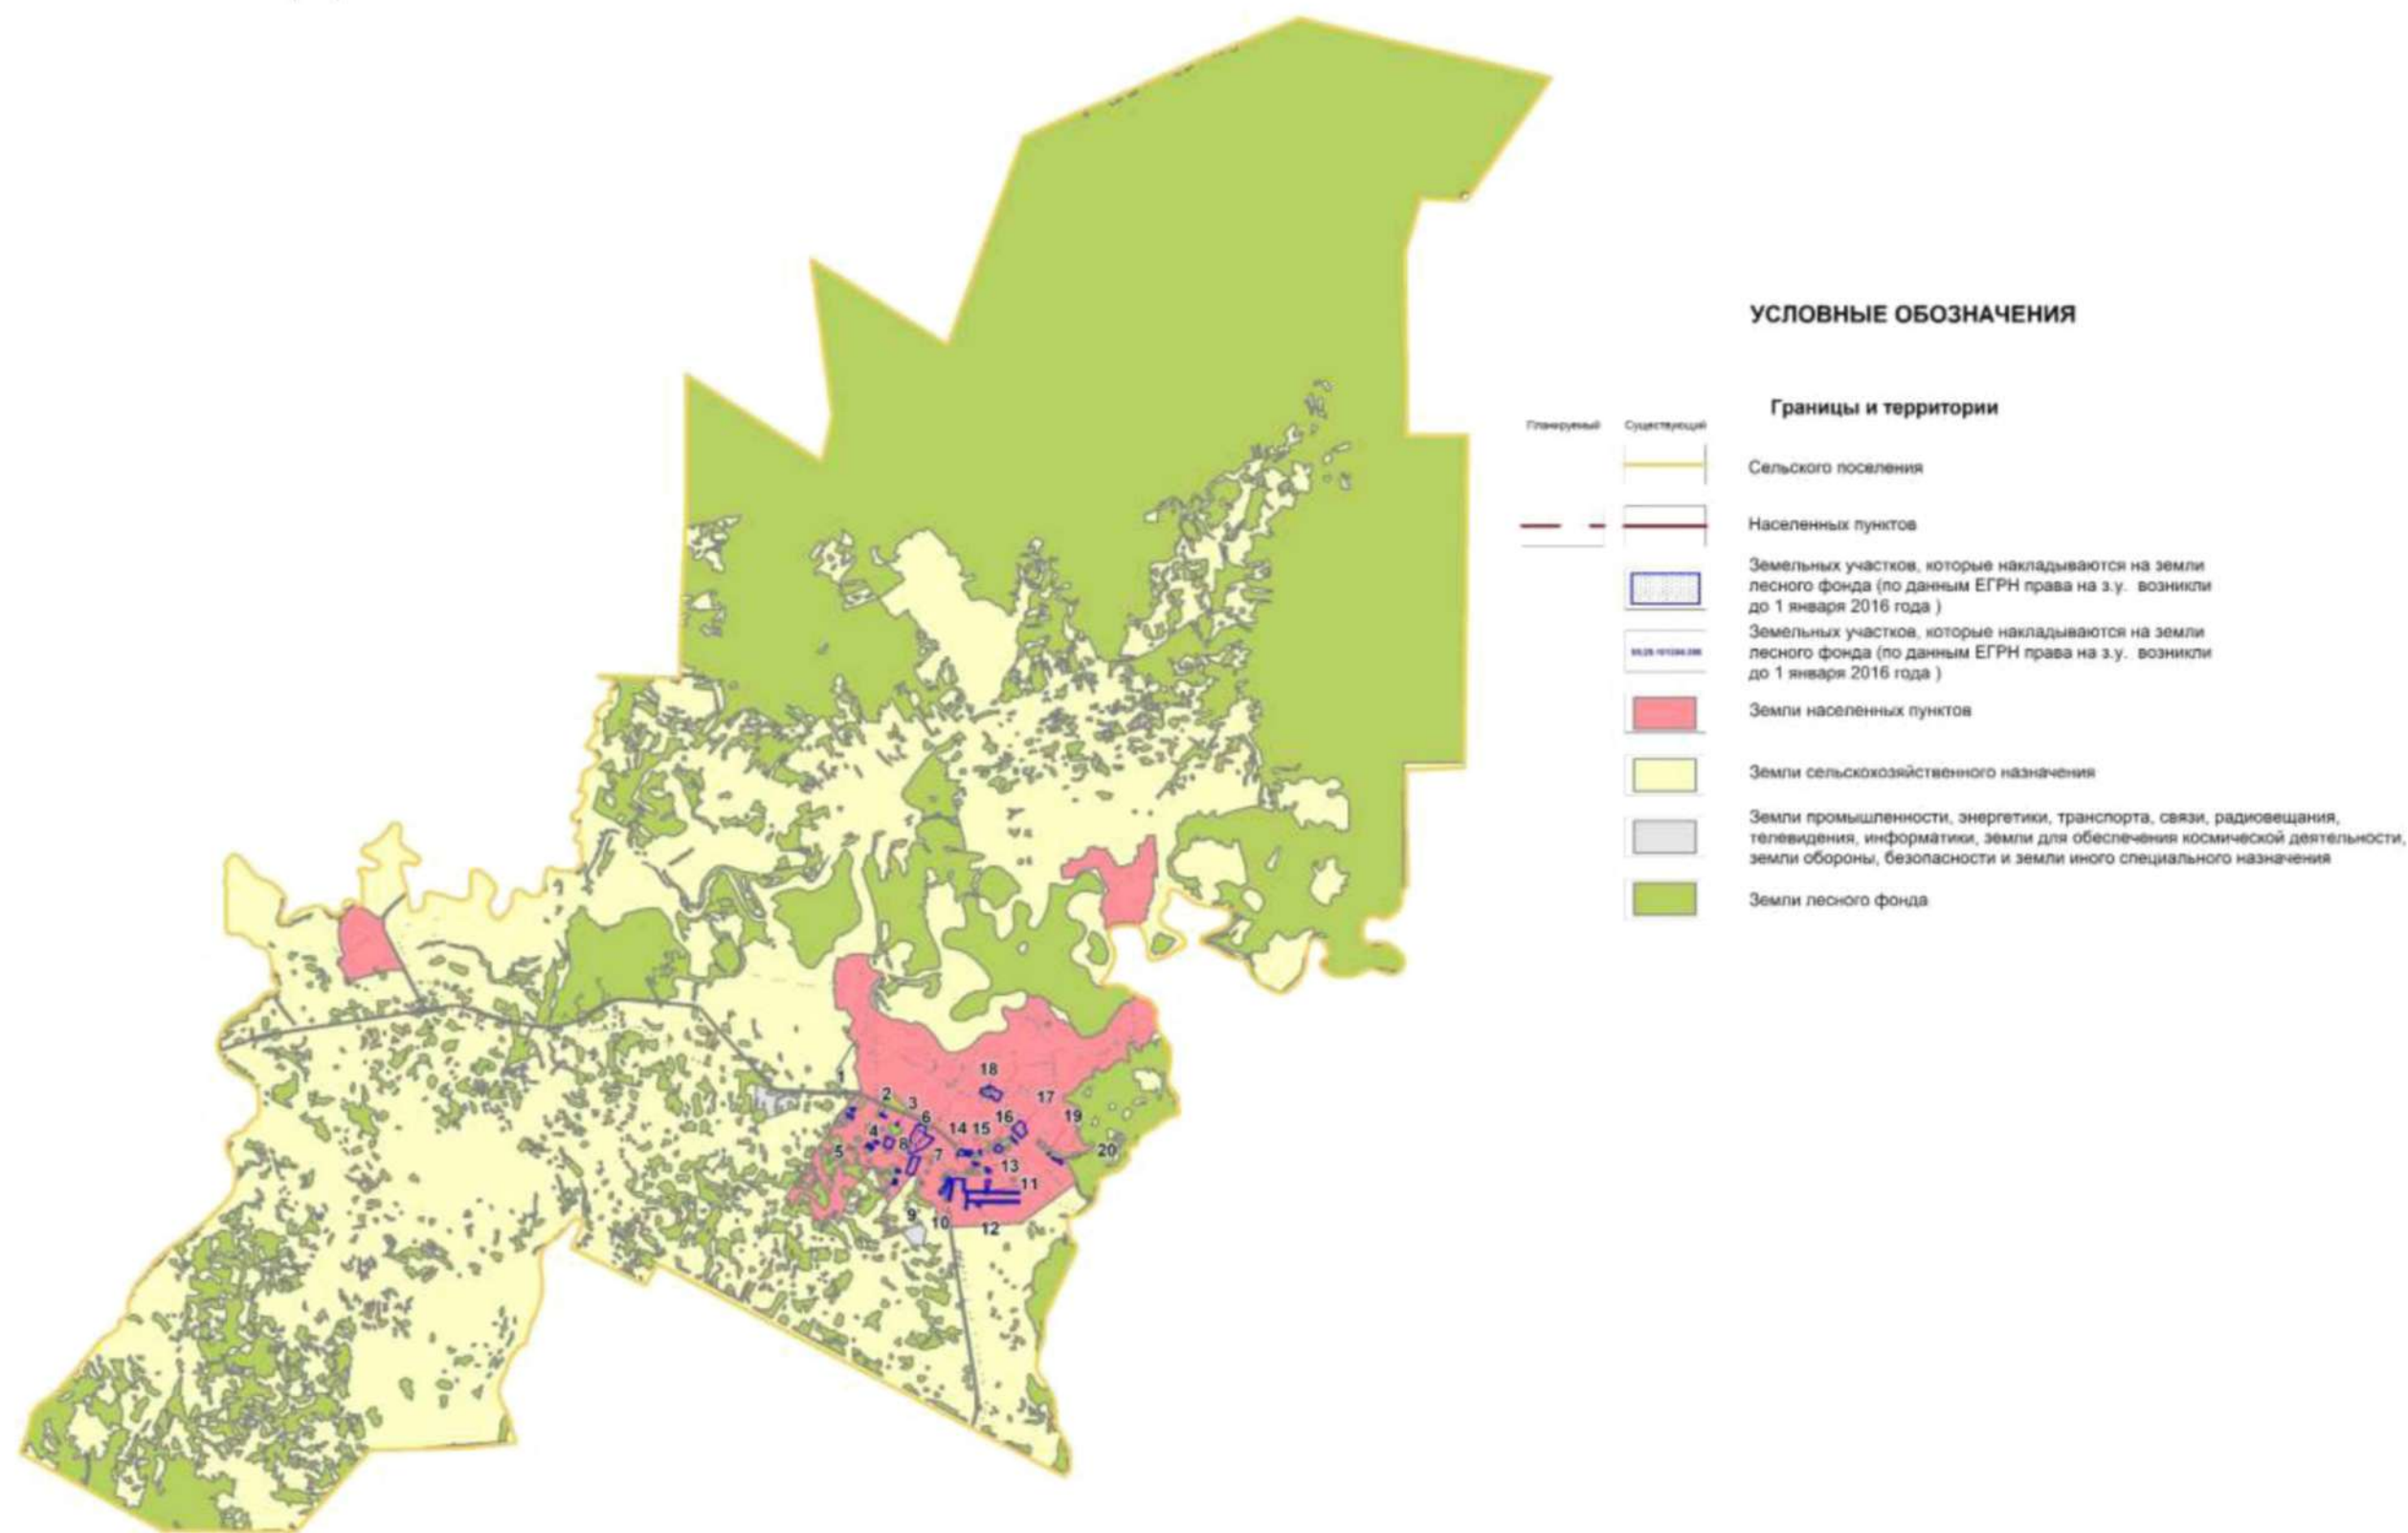 УСЛОВНЫЕ ОБОЗНАЧЕНИЯ
Границы и территории
Планируемый Существующий
Сельского поселения
Населенных пунктов
Земельных участков, которые накладываются на земли
лесного фонда (по данным ЕГРН права на з.у. возникли
до 1 января 2016 года )
Земельных участков, которые накладываются на земли
лесного фонда (по данным ЕГРН права на з.у. возникли
до 1 января 2016 года )
Земли населенных пунктов
Земли сельскохозяйственного назначения
Земли промышленности, энергетики, транспорта, связи, радиовещания,
телевидения, информатики, земли для обеспечения космической деятельности,
земли обороны, безопасности и земли иного специального назначения
Земли лесного фонда
1
18
2
3
17
6
16
19
14 15
4
8
5
7
20
13
11
9
10
12